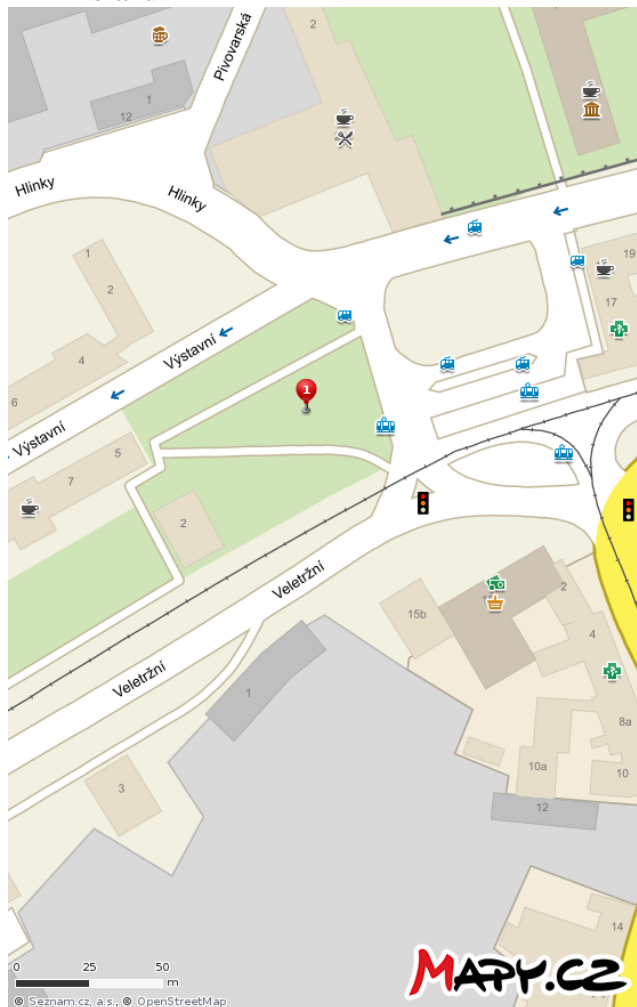 2
Pivovarská
1
12
Hlinky
Hlinky
1
2
19
17
Výstavní
4
1
6
Výstavní
5
7
2
Veletržní
15b
2
4
Veletržní
1
8a
10a
10
3
12
14
0 25 50
m
MAPY.CZ
© Seznam.cz, a.s., © OpenStreetMap